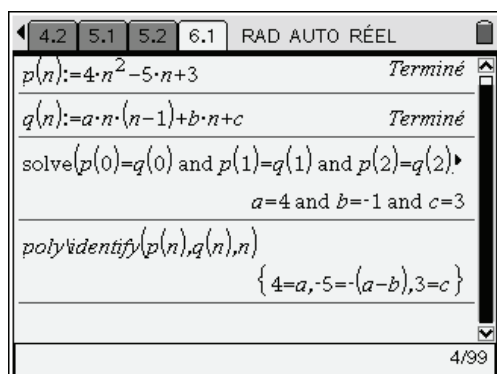 4.2 5.1 5.2 6.1 RAD AUTO RÉEL
p(n):=4·n²−5·n+3 Terminé
q(n):=a·n·(n−1)+b·n+c Terminé
solve(p(0)=q(0) and p(1)=q(1) and p(2)=q(2)▸
a=4 and b=-1 and c=3
poly\identify(p(n),q(n),n)
{4=a,-5=-(a−b),3=c}
4/99